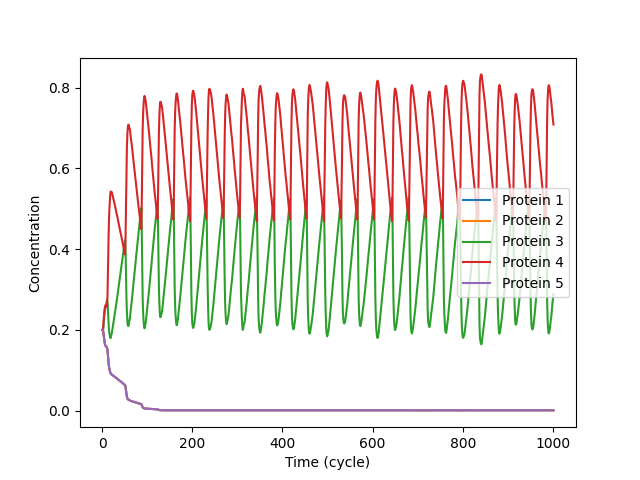 0.8
0.6
0.4
0.2
0.0
Concentration
Protein 1
Protein 2
Protein 3
Protein 4
Protein 5
0 200 400 600 800 1000
Time (cycle)